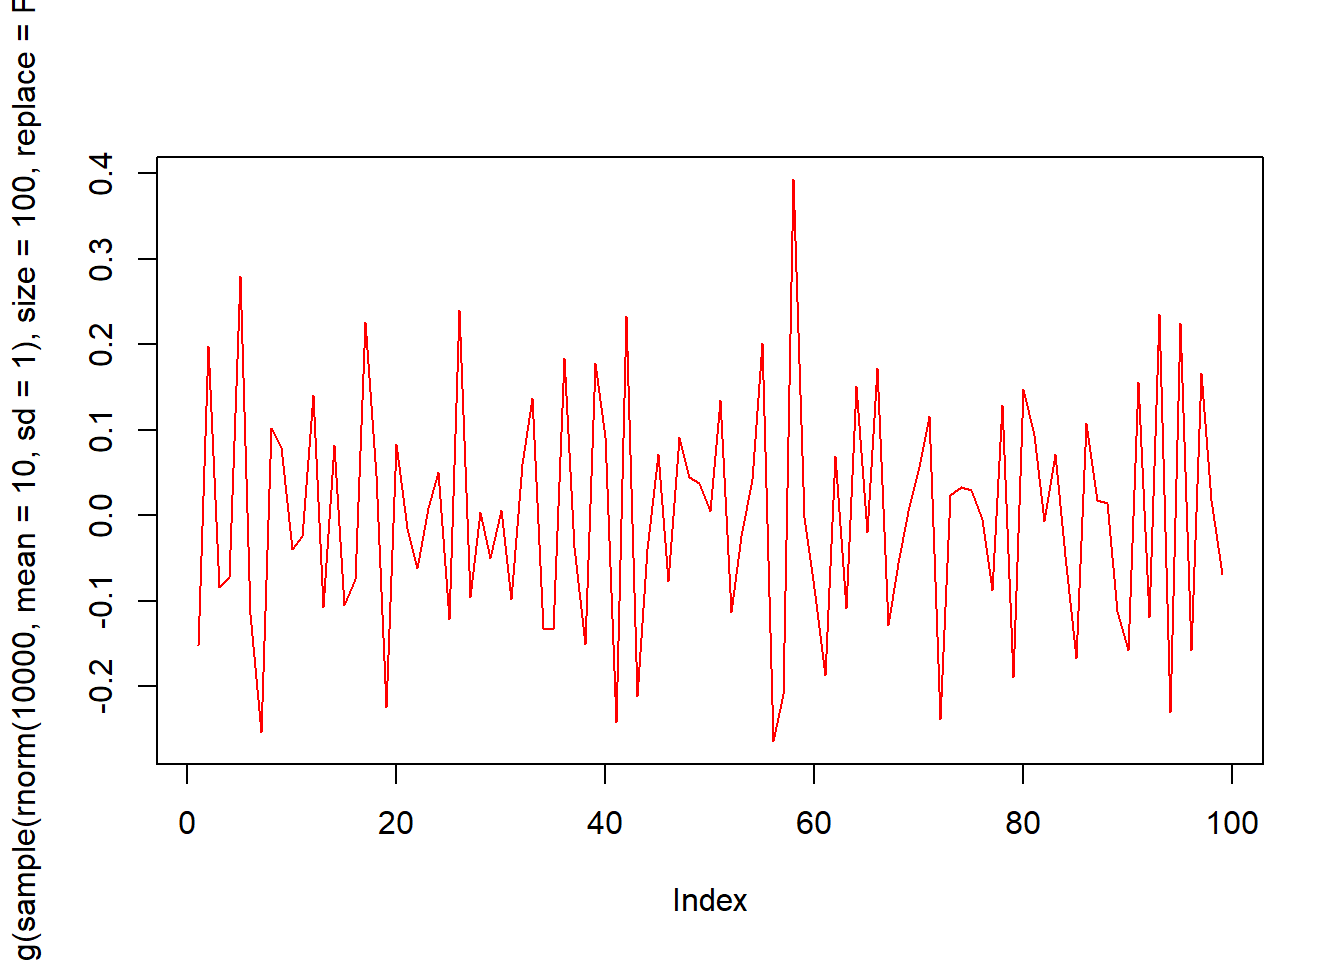 g(sample(rnorm(10000, mean = 10, sd = 1), size = 100, replace = F
0.4
0.3
0.2
0.1
0.0
-0.1
-0.2
0 20 40 60 80 100
Index